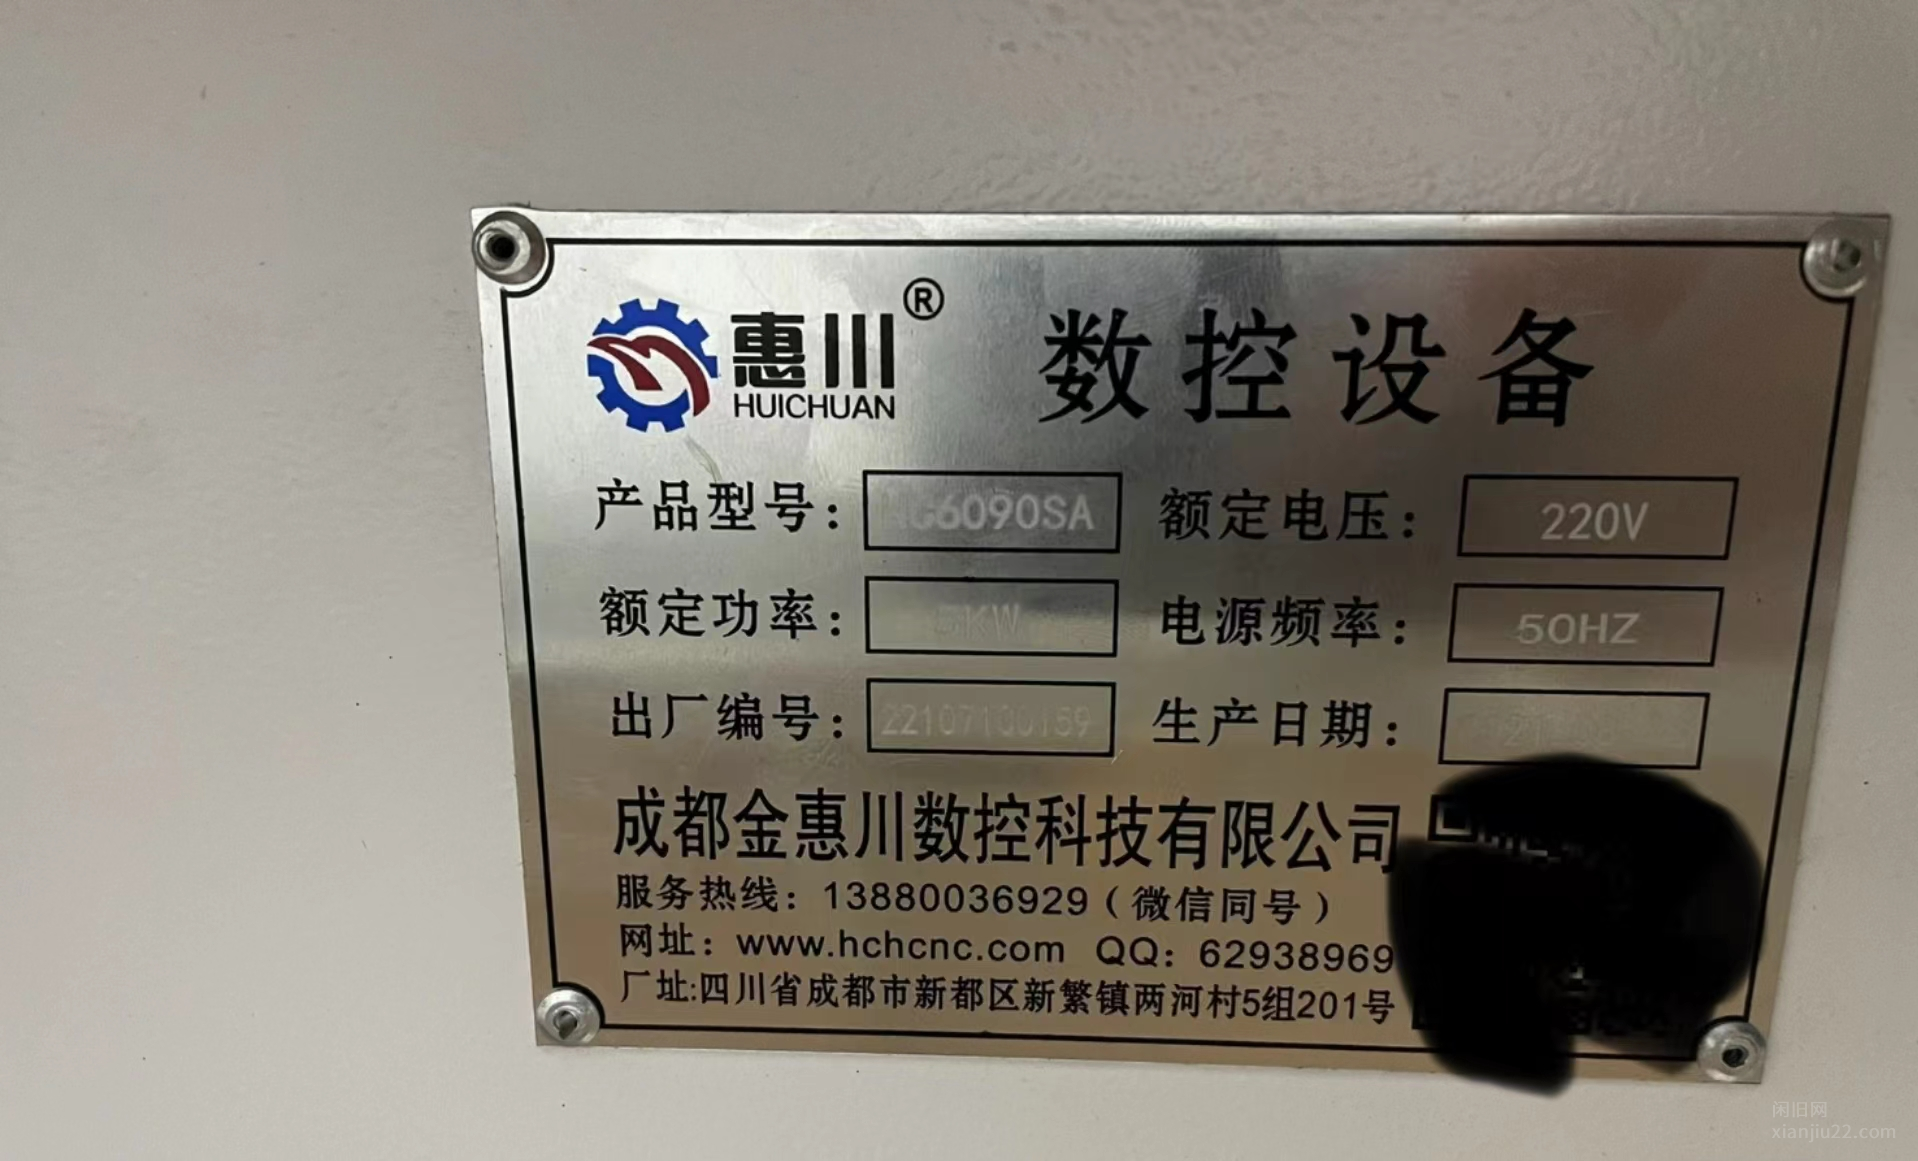 惠川® 数控设备
HUICHUAN
产品型号： G6090SA 额定电压： 220V
额定功率： 5KW 电源频率： 50HZ
出厂编号： 22107100159 生产日期：
成都金惠川数控科技有限公司
服务热线：13880036929（微信同号）
网址：www.hchcnc.com QQ：62938969
厂址:四川省成都市新都区新繁镇两河村5组201号
闲旧网
xianjiu22.com